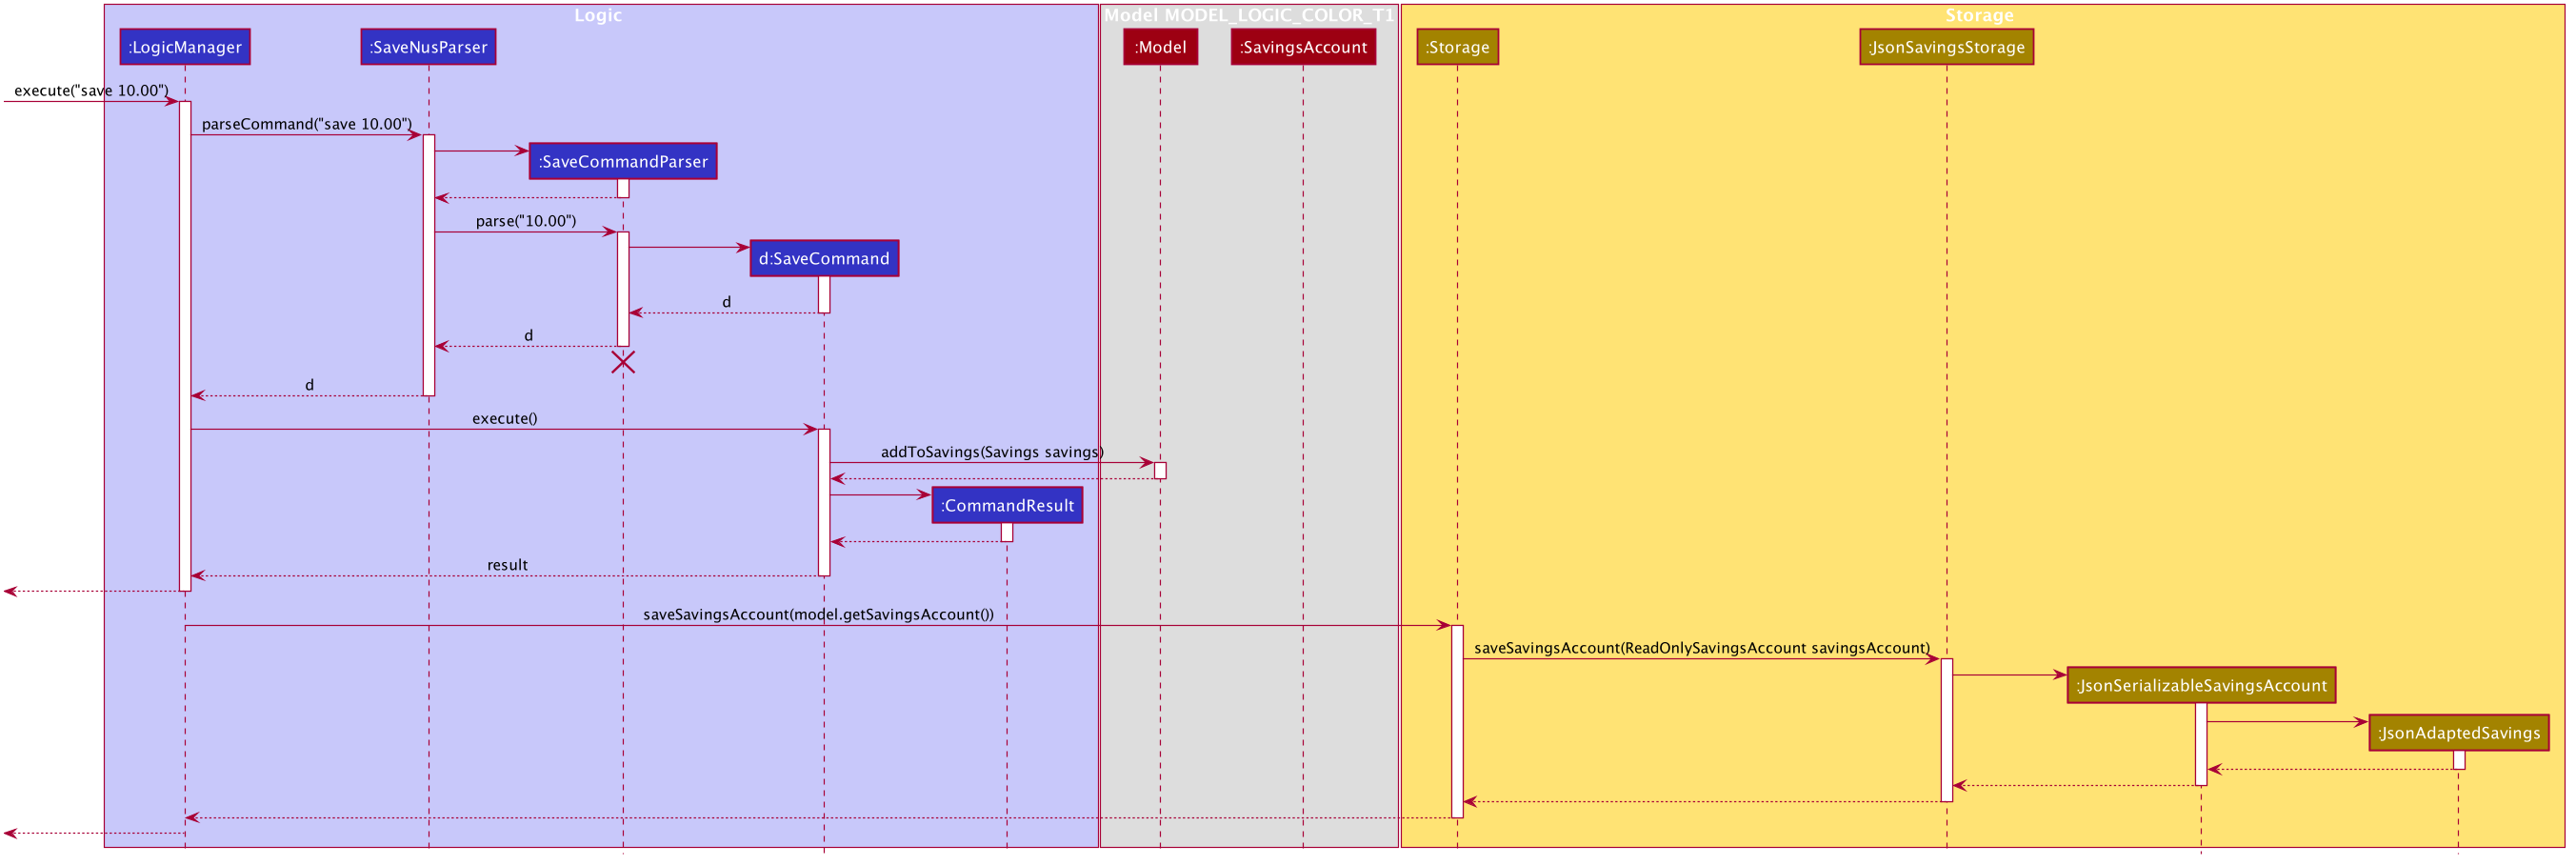 Logic
Model MODEL_LOGIC_COLOR_T1
Storage
:LogicManager
:SaveNusParser
:Model
:SavingsAccount
:Storage
:JsonSavingsStorage
execute("save 10.00")
parseCommand("save 10.00")
:SaveCommandParser
parse("10.00")
d:SaveCommand
d
d
d
execute()
addToSavings(Savings savings)
:CommandResult
result
saveSavingsAccount(model.getSavingsAccount())
saveSavingsAccount(ReadOnlySavingsAccount savingsAccount)
:JsonSerializableSavingsAccount
:JsonAdaptedSavings